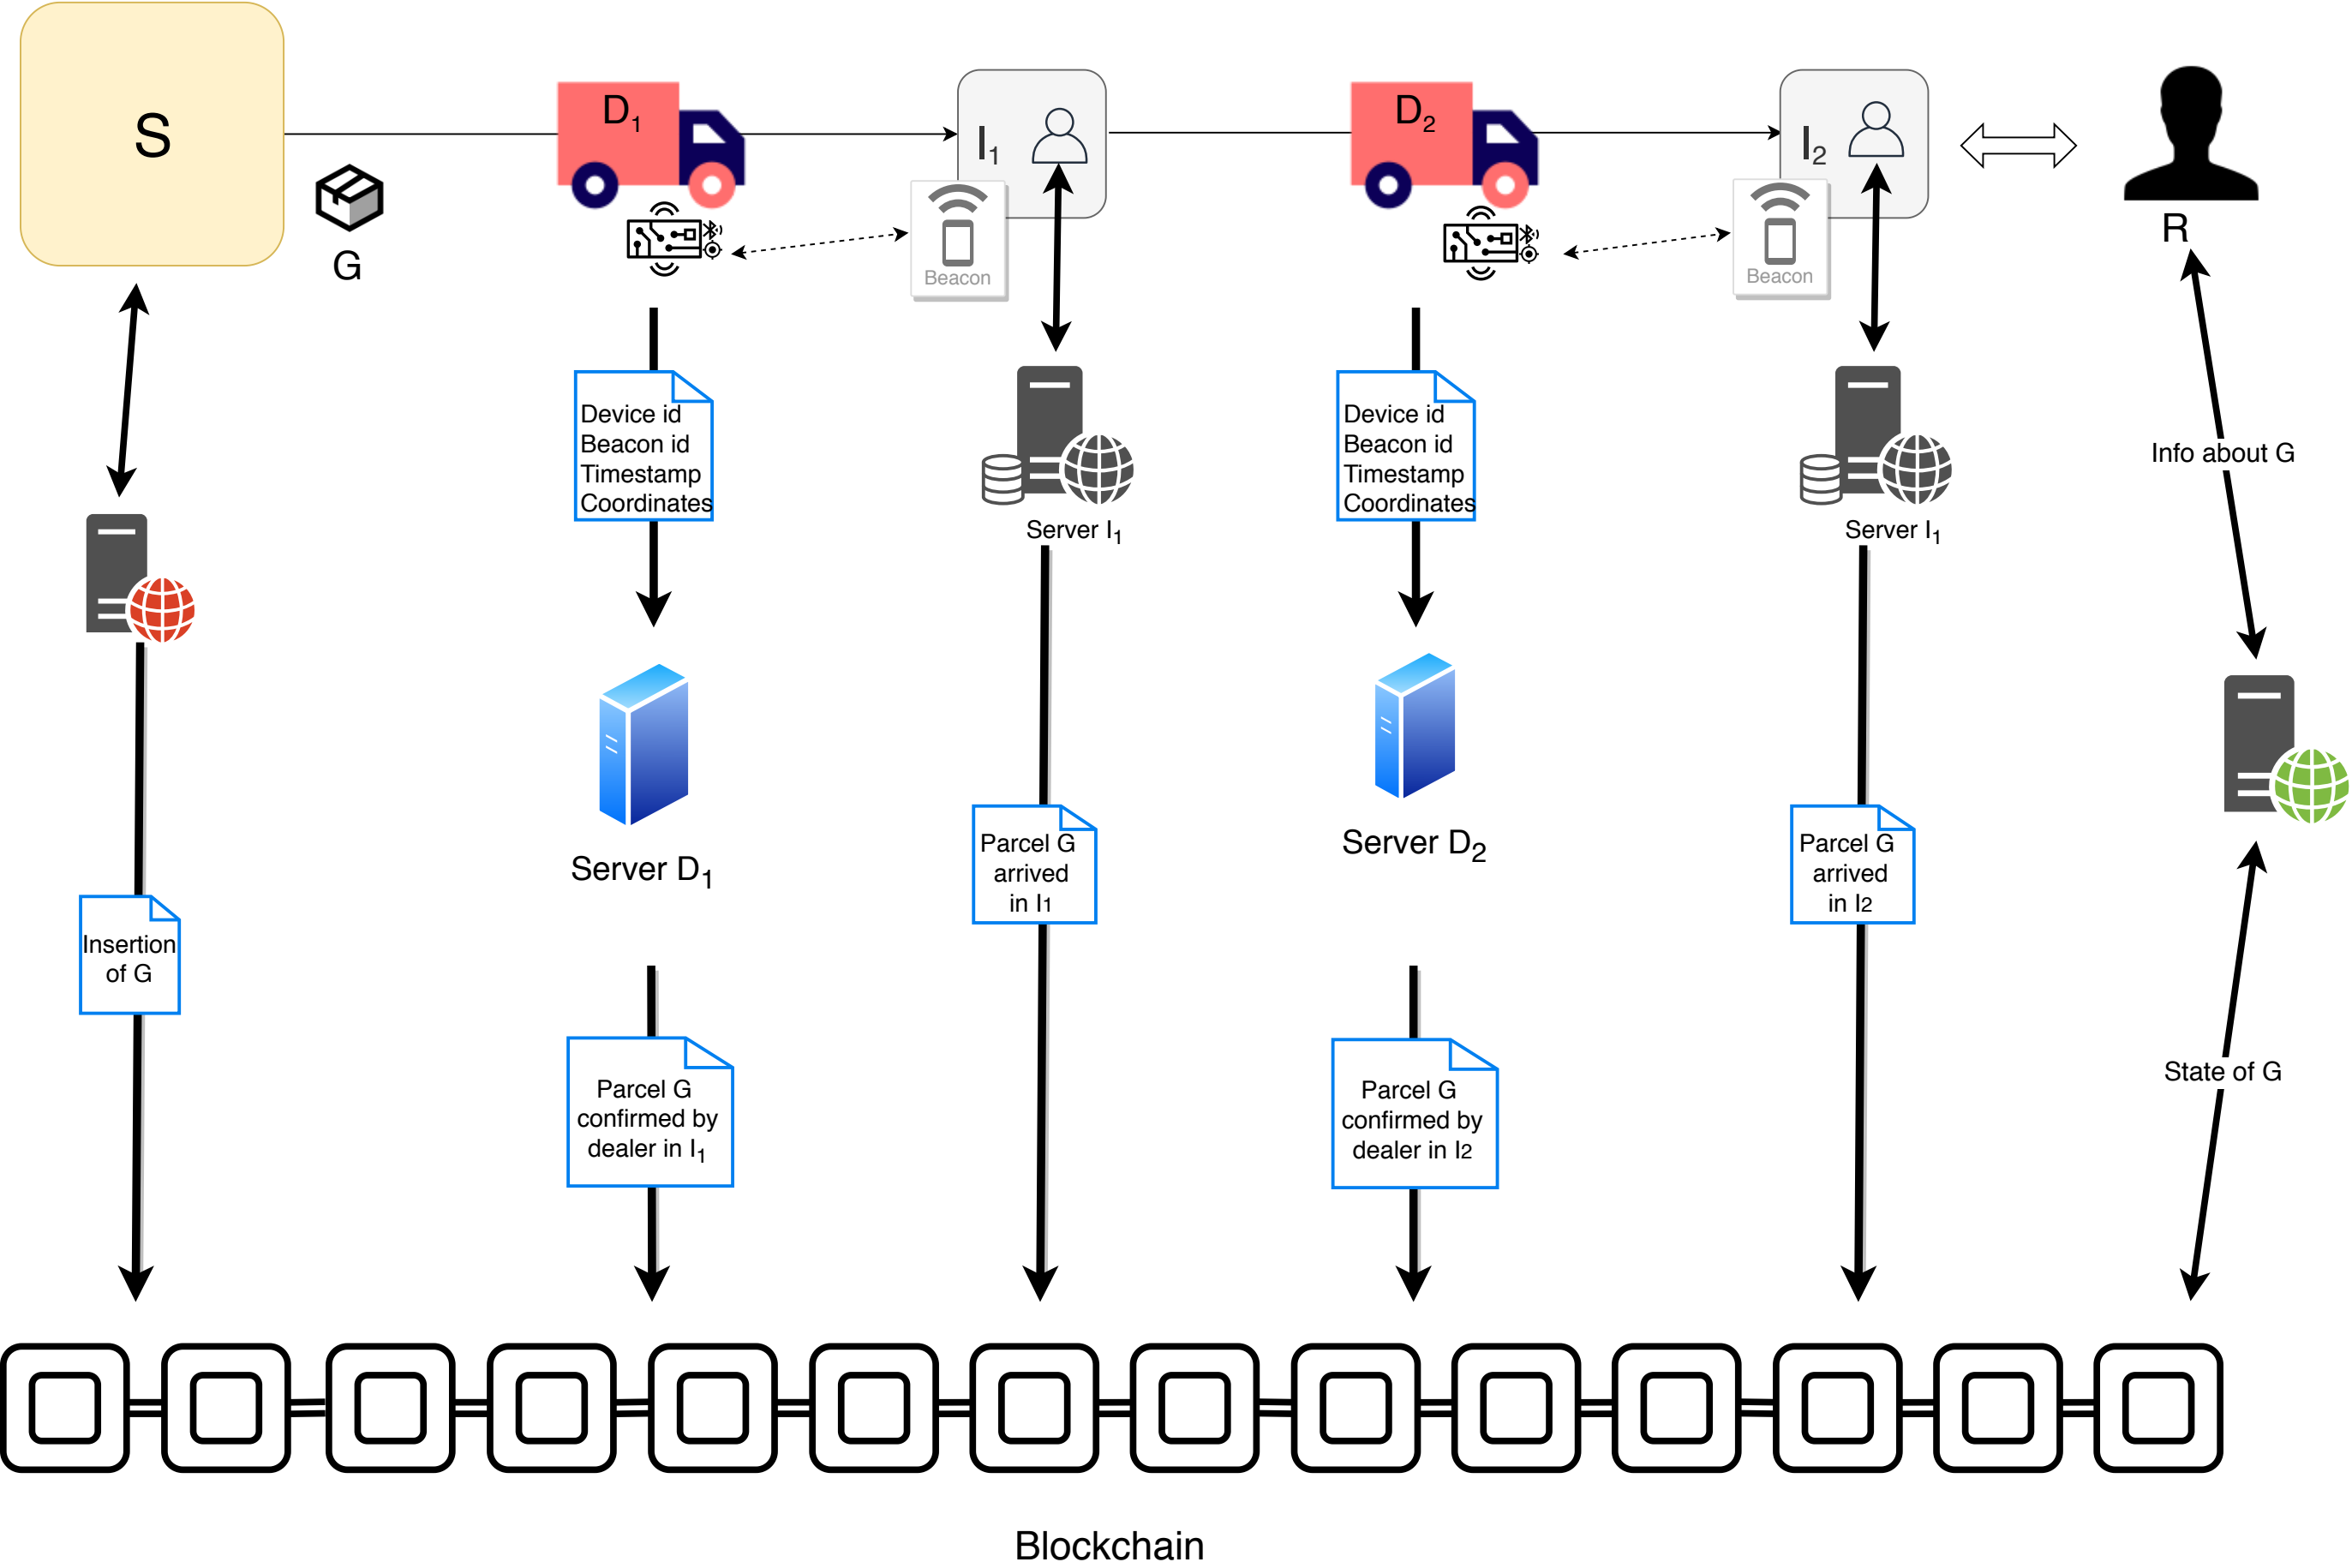 S
G
D1
I1
D2
I2
R
Beacon
Beacon
Device id
Beacon id
Timestamp
Coordinates
Device id
Beacon id
Timestamp
Coordinates
Info about G
Server I1
Server I1
Server D1
Server D2
Parcel G
arrived
in I1
Parcel G
arrived
in I2
Insertion
of G
Parcel G
confirmed by
dealer in I1
Parcel G
confirmed by
dealer in I2
State of G
Blockchain